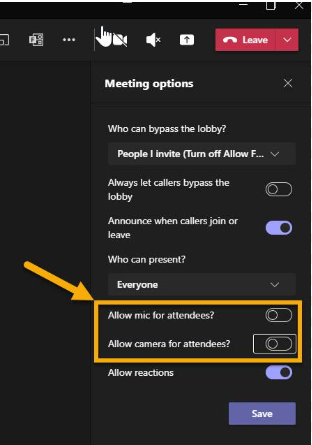 Leave
Meeting options
Who can bypass the lobby?
People I invite (Turn off Allow F...
Always let callers bypass the
lobby
Announce when callers join or
leave
Who can present?
Everyone
Allow mic for attendees?
Allow camera for attendees?
Allow reactions
Save